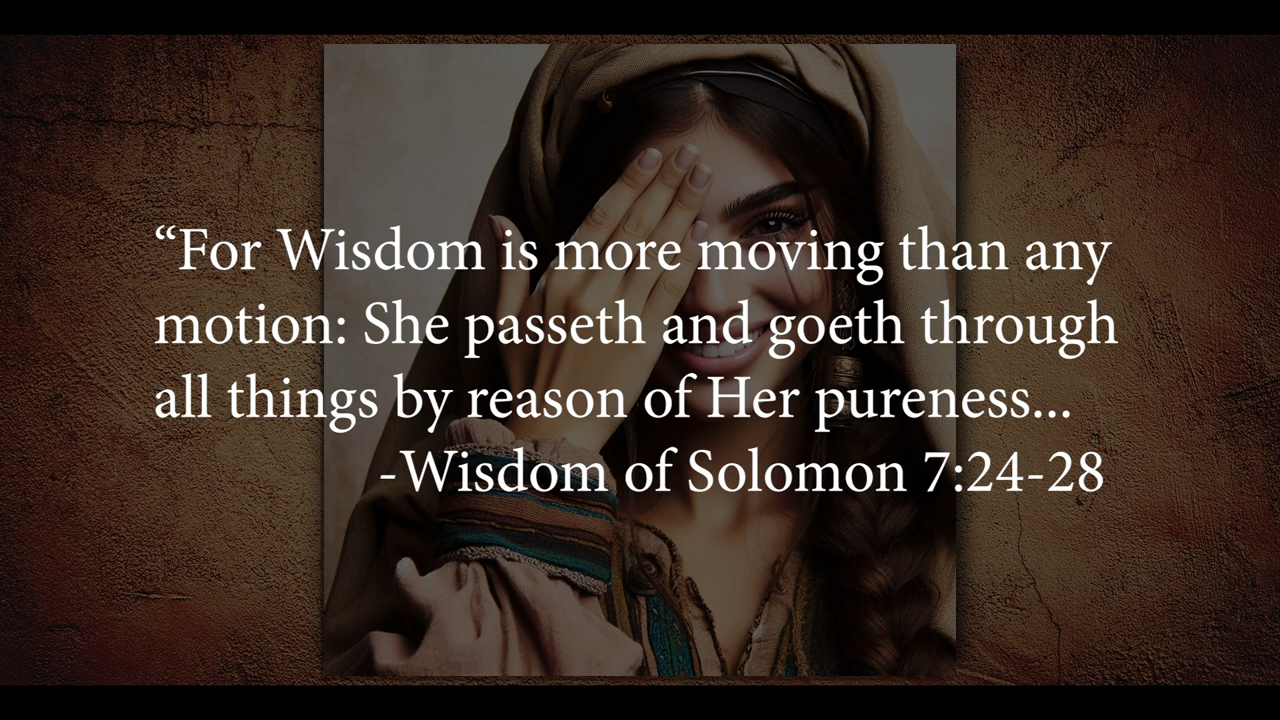 “For Wisdom is more moving than any
motion: She passeth and goeth through
all things by reason of Her pureness...
-Wisdom of Solomon 7:24-28